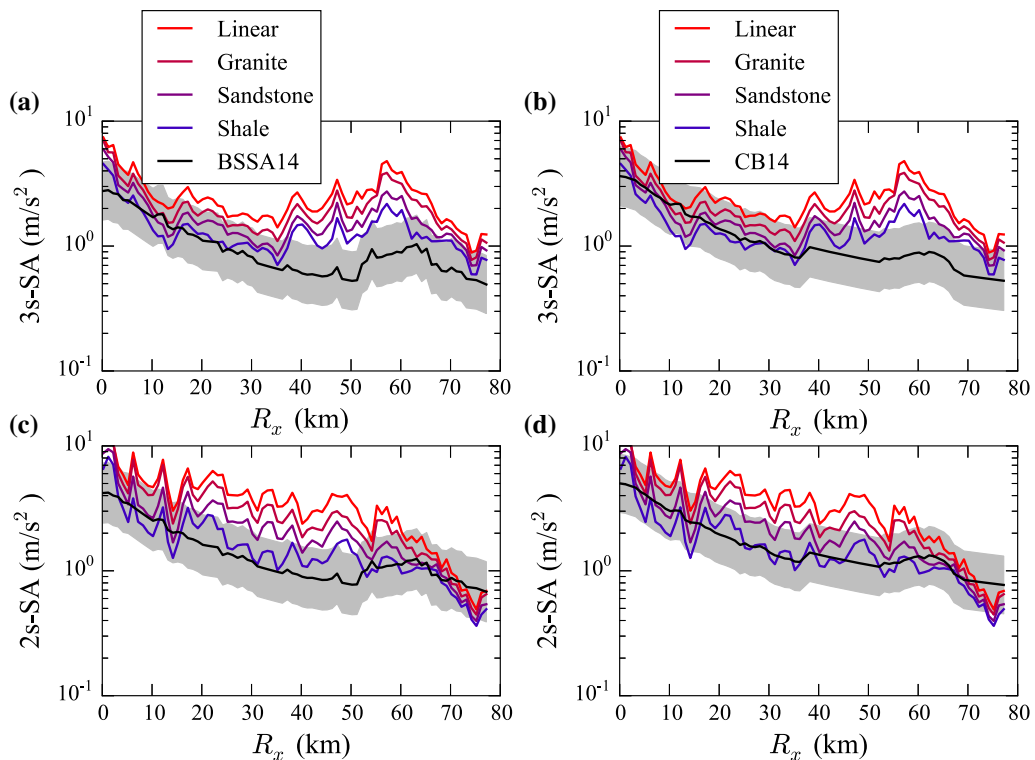 Linear
Granite
Sandstone
Shale
BSSA14
Linear
Granite
Sandstone
Shale
CB14
(a)
10^1
10^0
10^-1
3s-SA (m/s^2)
0 10 20 30 40 50 60 70 80
R_x (km)
(b)
10^1
10^0
10^-1
3s-SA (m/s^2)
0 10 20 30 40 50 60 70 80
R_x (km)
(c)
10^1
10^0
10^-1
2s-SA (m/s^2)
0 10 20 30 40 50 60 70 80
R_x (km)
(d)
10^1
10^0
10^-1
2s-SA (m/s^2)
0 10 20 30 40 50 60 70 80
R_x (km)